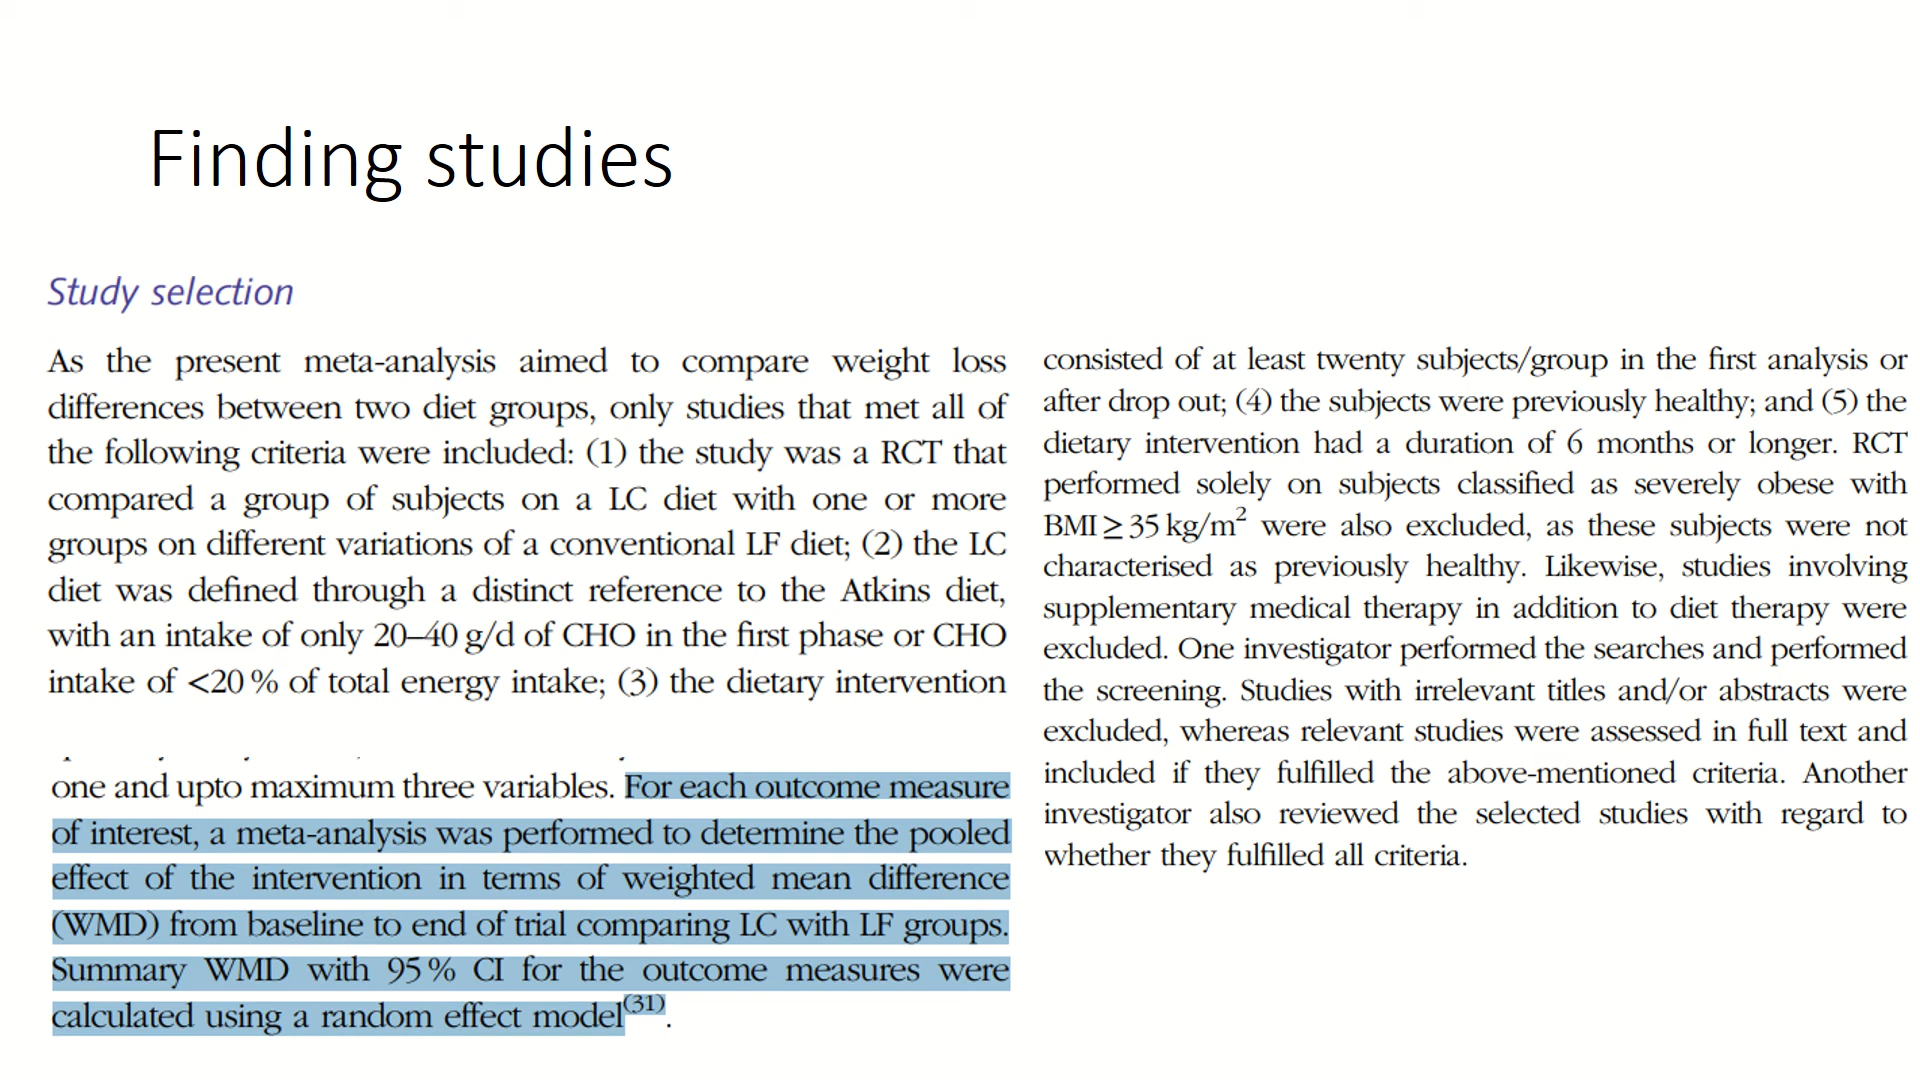 Finding studies
Study selection
As the present meta-analysis aimed to compare weight loss
differences between two diet groups, only studies that met all of
the following criteria were included: (1) the study was a RCT that
compared a group of subjects on a LC diet with one or more
groups on different variations of a conventional LF diet; (2) the LC
diet was defined through a distinct reference to the Atkins diet,
with an intake of only 20–40 g/d of CHO in the first phase or CHO
intake of <20 % of total energy intake; (3) the dietary intervention
consisted of at least twenty subjects/group in the first analysis or
after drop out; (4) the subjects were previously healthy; and (5) the
dietary intervention had a duration of 6 months or longer. RCT
performed solely on subjects classified as severely obese with
BMI ≥ 35 kg/m² were also excluded, as these subjects were not
characterised as previously healthy. Likewise, studies involving
supplementary medical therapy in addition to diet therapy were
excluded. One investigator performed the searches and performed
the screening. Studies with irrelevant titles and/or abstracts were
excluded, whereas relevant studies were assessed in full text and
included if they fulfilled the above-mentioned criteria. Another
investigator also reviewed the selected studies with regard to
whether they fulfilled all criteria.
one and upto maximum three variables. For each outcome measure
of interest, a meta-analysis was performed to determine the pooled
effect of the intervention in terms of weighted mean difference
(WMD) from baseline to end of trial comparing LC with LF groups.
Summary WMD with 95 % CI for the outcome measures were
calculated using a random effect model(31).